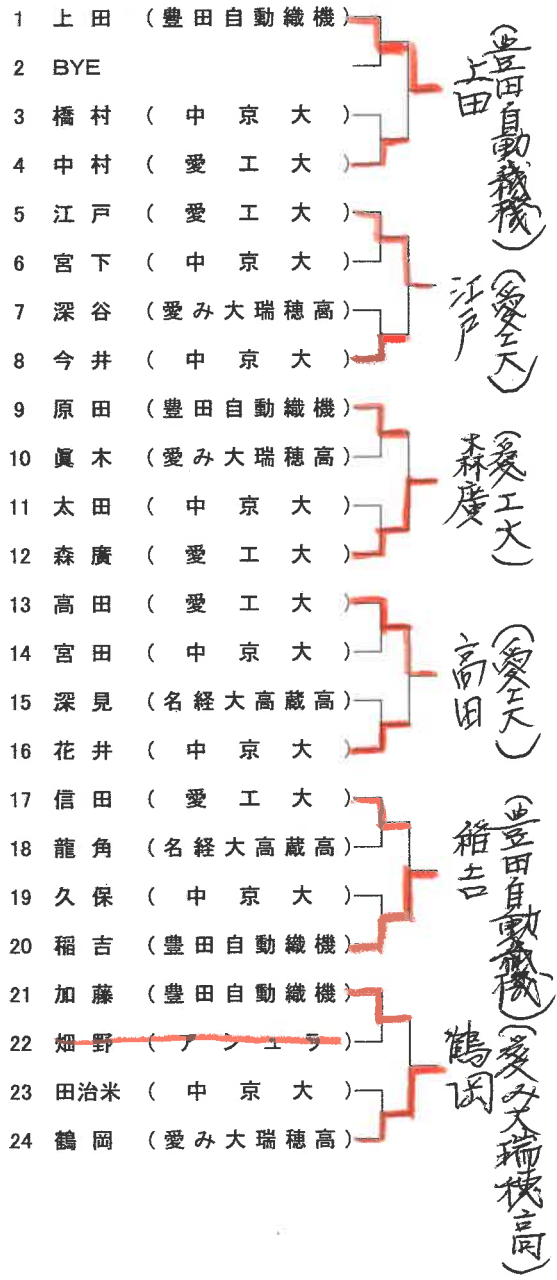 1 上田 (豊田自動織機)
2 BYE
3 橋村 (中京大)
4 中村 (愛工大)
5 江戸 (愛工大)
6 宮下 (中京大)
7 深谷 (愛み大瑞穂高)
8 今井 (中京大)
9 原田 (豊田自動織機)
10 眞木 (愛み大瑞穂高)
11 太田 (中京大)
12 森廣 (愛工大)
13 高田 (愛工大)
14 宮田 (中京大)
15 深見 (名経大高蔵高)
16 花井 (中京大)
17 信田 (愛工大)
18 龍角 (名経大高蔵高)
19 久保 (中京大)
20 稲吉 (豊田自動織機)
21 加藤 (豊田自動織機)
22 畑野 (アシュラ)
23 田治米 (中京大)
24 鶴岡 (愛み大瑞穂高)
上田
(豊田自動織機)
江戸
(愛工大)
森廣
(愛工大)
高田
(愛工大)
稲吉
(豊田自動織機)
鶴岡
(愛み大瑞穂高)